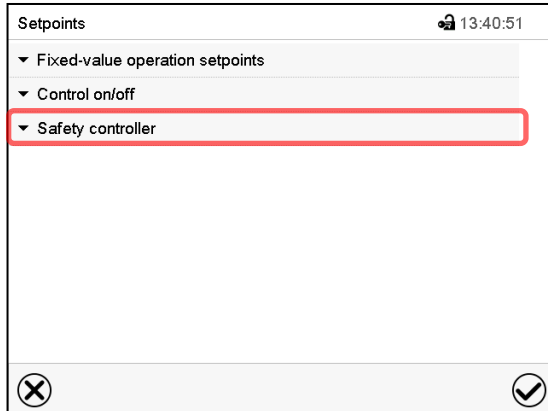 Setpoints 13:40:51
Fixed-value operation setpoints
Control on/off
Safety controller